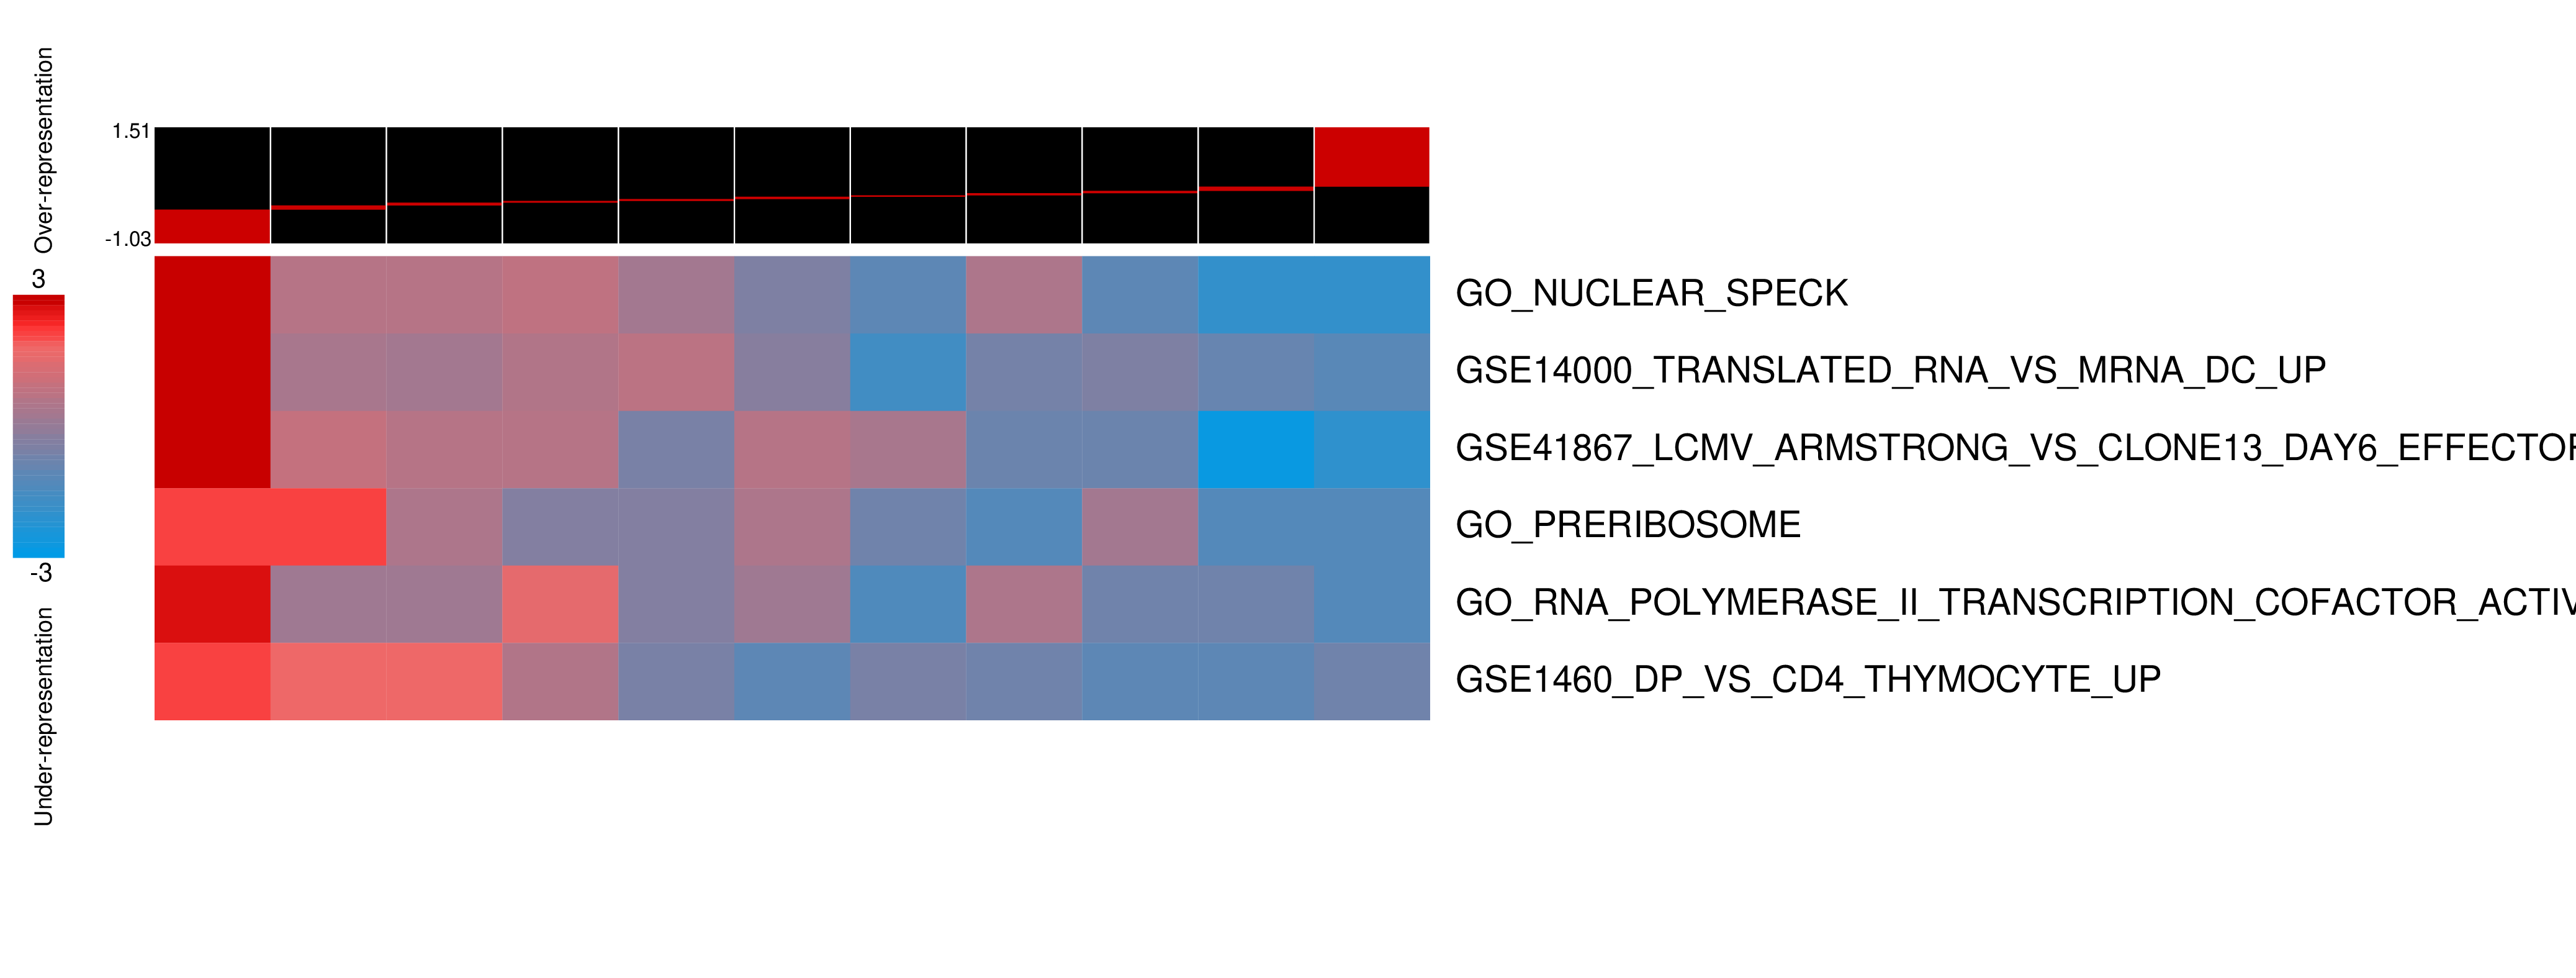 Over-representation
1.51
-1.03
3
-3
Under-representation
GO_NUCLEAR_SPECK
GSE14000_TRANSLATED_RNA_VS_MRNA_DC_UP
GSE41867_LCMV_ARMSTRONG_VS_CLONE13_DAY6_EFFECTOR
GO_PRERIBOSOME
GO_RNA_POLYMERASE_II_TRANSCRIPTION_COFACTOR_ACTIV
GSE1460_DP_VS_CD4_THYMOCYTE_UP